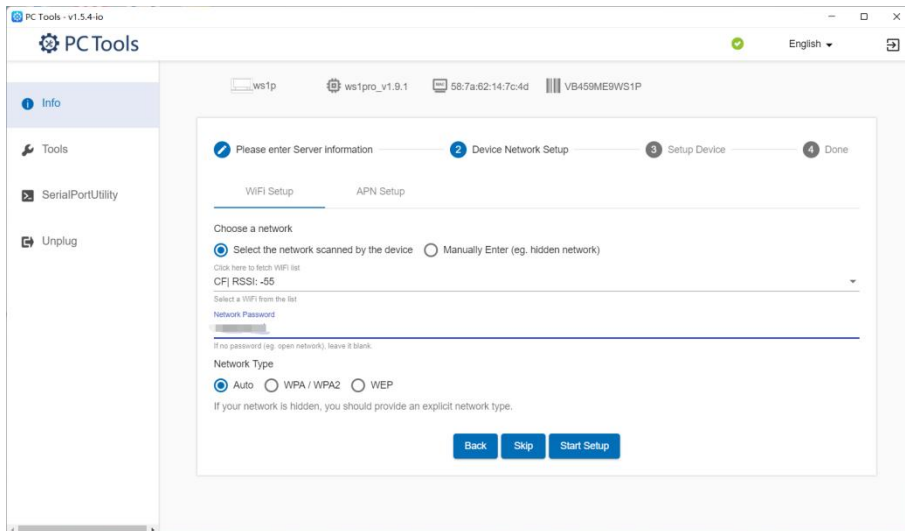 PC Tools - v1.5.4-io
PC Tools
English
ws1p ws1pro_v1.9.1 58:7a:62:14:7c:4d VB459ME9WS1P
Info
Tools
SerialPortUtility
Unplug
Please enter Server information 2 Device Network Setup 3 Setup Device 4 Done
WiFi Setup APN Setup
Choose a network
Select the network scanned by the device Manually Enter (eg. hidden network)
Click here to fetch WiFi list
CF| RSSI: -55
Select a WiFi from the list
Network Password
If no password (eg. open network), leave it blank.
Network Type
Auto WPA / WPA2 WEP
If your network is hidden, you should provide an explicit network type.
Back Skip Start Setup